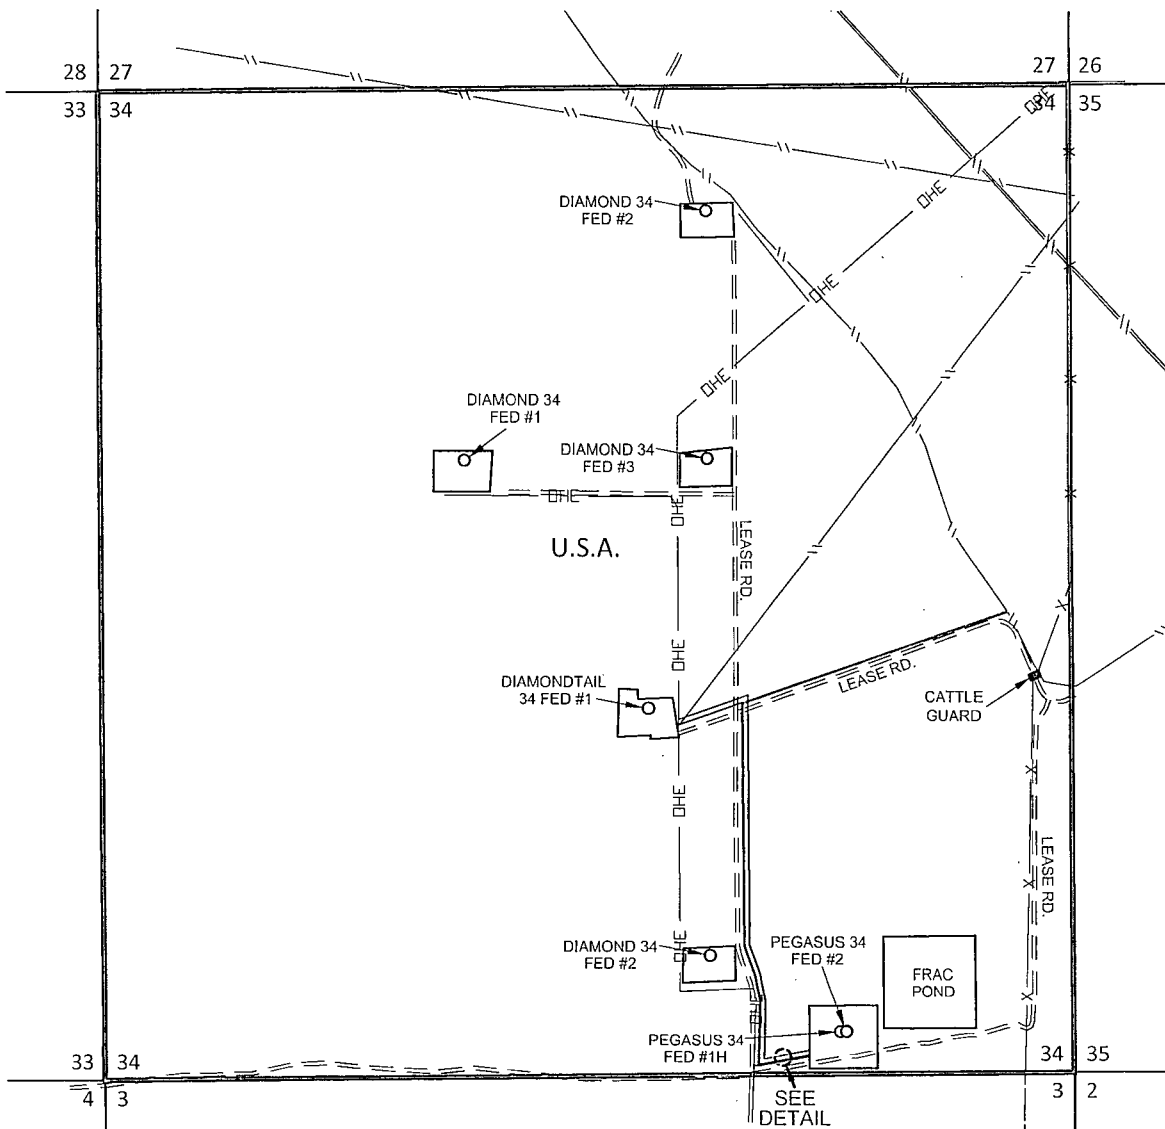 28 27
27 26
33 34
34 35
OHE
OHE
DIAMOND 34
FED #2
OHE
OHE
DIAMOND 34
FED #1
DIAMOND 34
FED #3
OHE
OHE
LEASE RD.
U.S.A.
OHE
LEASE RD.
DIAMONDTAIL
34 FED #1
CATTLE
GUARD
OHE
LEASE RD.
DIAMOND 34
FED #2
OHE
PEGASUS 34
FED #2
FRAC
POND
PEGASUS 34
FED #1H
33 34
34 35
4 3
3 2
SEE
DETAIL